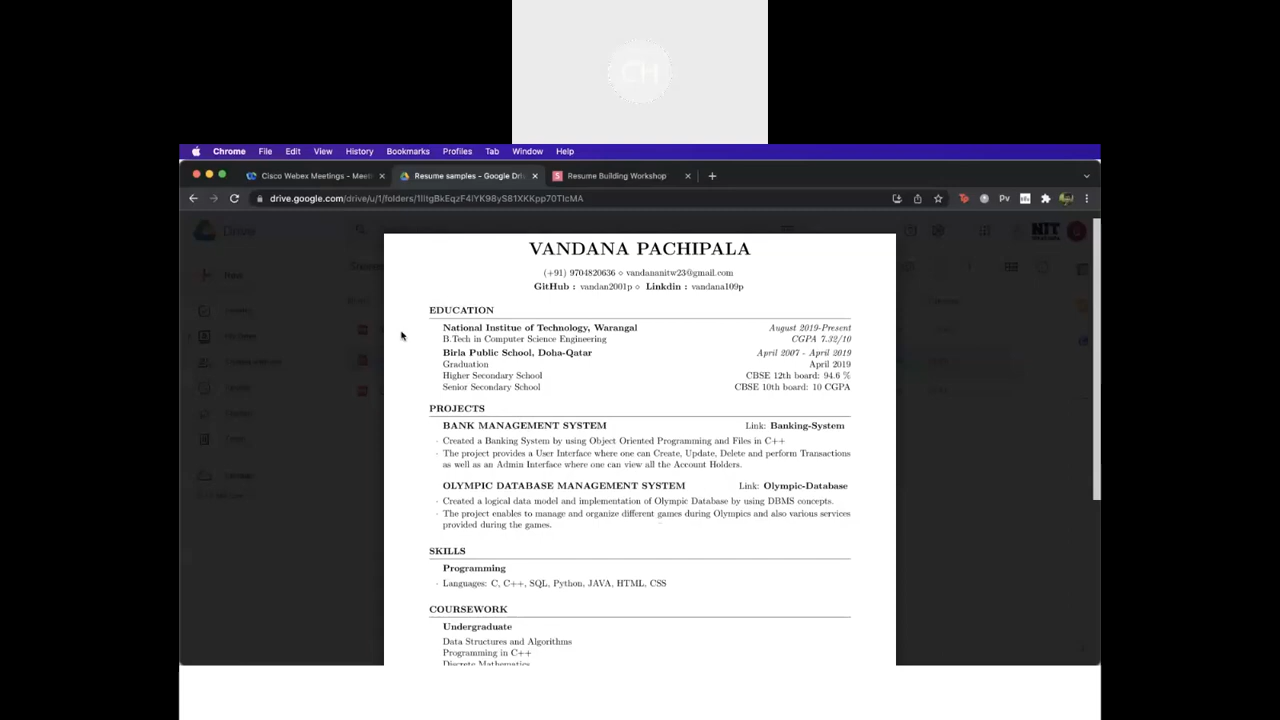 CH
Chrome File Edit View History Bookmarks Profiles Tab Window Help
Cisco Webex Meetings - Meeti Resume samples - Google Dri Resume Building Workshop
Drive
NIT
VANDANA PACHIPALA
(+91) 9704820636 ⋄ vandananitw23@gmail.com
GitHub : vandan2001p ⋄ Linkdin : vandana109p
EDUCATION
National Institue of Technology, Warangal August 2019-Present
B.Tech in Computer Science Engineering CGPA 7.32/10
Birla Public School, Doha-Qatar April 2007 - April 2019
Graduation April 2019
Higher Secondary School CBSE 12th board: 94.6 %
Senior Secondary School CBSE 10th board: 10 CGPA
PROJECTS
BANK MANAGEMENT SYSTEM Link: Banking-System
· Created a Banking System by using Object Oriented Programming and Files in C++
· The project provides a User Interface where one can Create, Update, Delete and perform Transactions
as well as an Admin Interface where one can view all the Account Holders.
OLYMPIC DATABASE MANAGEMENT SYSTEM Link: Olympic-Database
· Created a logical data model and implementation of Olympic Database by using DBMS concepts.
· The project enables to manage and organize different games during Olympics and also various services
provided during the games.
SKILLS
Programming
· Languages: C, C++, SQL, Python, JAVA, HTML, CSS
COURSEWORK
Undergraduate
Data Structures and Algorithms
Programming in C++
Discrete Mathematics